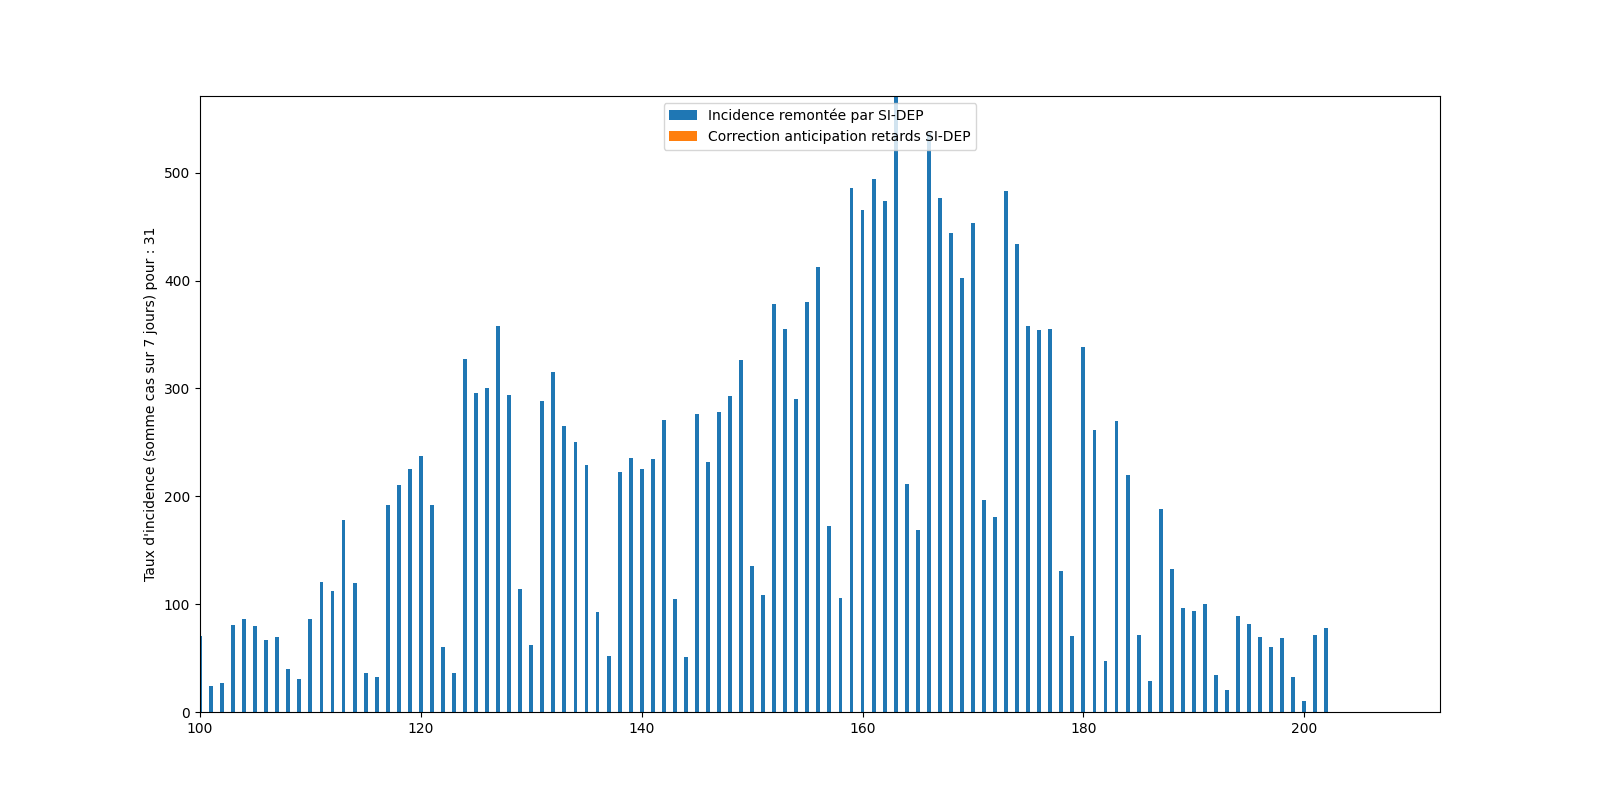 Incidence remontée par SI-DEP
Correction anticipation retards SI-DEP
Taux d'incidence (somme cas sur 7 jours) pour : 31
500
400
300
200
100
0
100 120 140 160 180 200